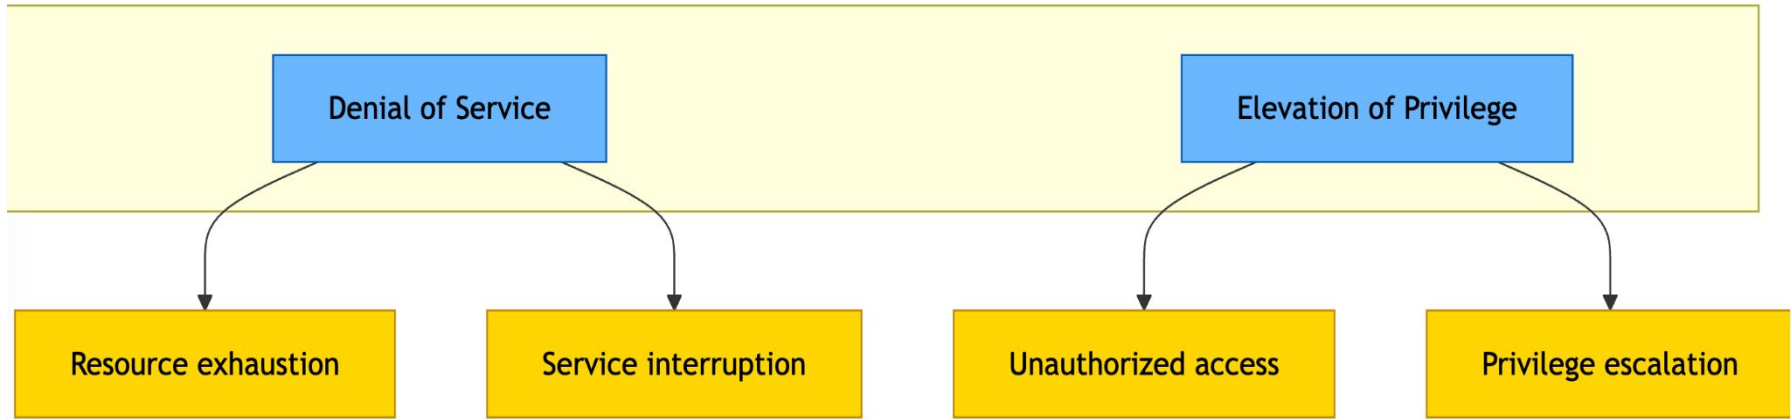 Denial of Service
Elevation of Privilege
Resource exhaustion
Service interruption
Unauthorized access
Privilege escalation